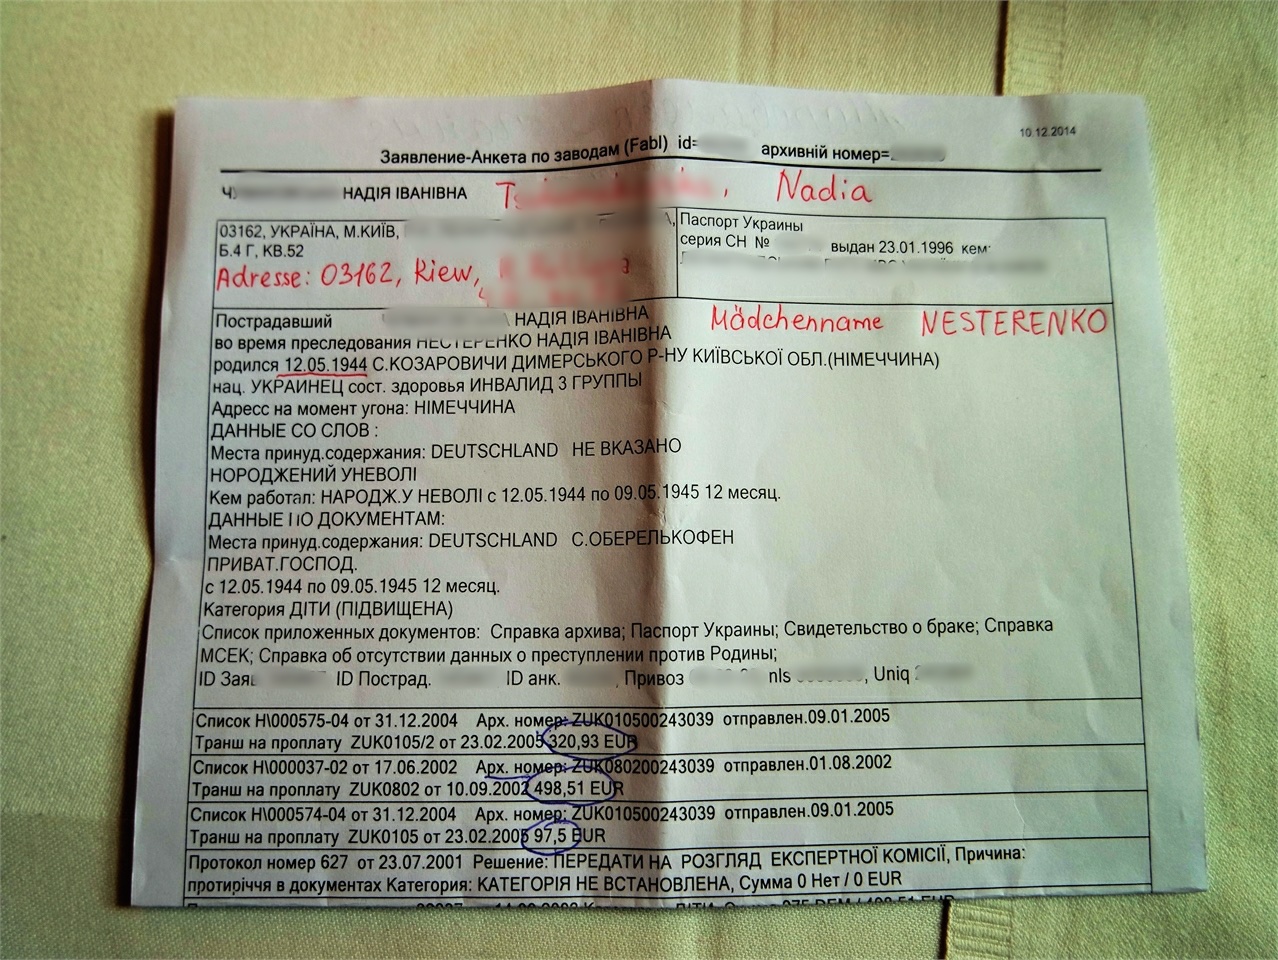 10.12.2014
Заявление-Анкета по заводам (Fabl) id= архивній номер=
Ч НАДІЯ ІВАНІВНА Ts , Nadia
03162, УКРАЇНА, М.КИЇВ,
Б.4 Г, КВ.52
Adresse: 03162, Kiew,
Паспорт Украины
серия СН № выдан 23.01.1996 кем:
Пострадавший НАДІЯ ІВАНІВНА Mädchenname NESTERENKO
во время преследования НЕСТЕРЕНКО НАДІЯ ІВАНІВНА
родился 12.05.1944 С.КОЗАРОВИЧИ ДИМЕРСЬКОГО Р-НУ КИЇВСЬКОЇ ОБЛ.(НІМЕЧЧИНА)
нац. УКРАИНЕЦ сост. здоровья ИНВАЛИД 3 ГРУППЫ
Адресс на момент угона: НІМЕЧЧИНА
ДАННЫЕ СО СЛОВ :
Места принуд.содержания: DEUTSCHLAND НЕ ВКАЗАНО
НОРОДЖЕНИЙ УНЕВОЛІ
Кем работал: НАРОДЖ.У НЕВОЛІ с 12.05.1944 по 09.05.1945 12 месяц.
ДАННЫЕ ПО ДОКУМЕНТАМ:
Места принуд.содержания: DEUTSCHLAND С.ОБЕРЕЛЬКОФЕН
ПРИВАТ.ГОСПОД.
с 12.05.1944 по 09.05.1945 12 месяц.
Категория ДІТИ (ПІДВИЩЕНА)
Список приложенных документов: Справка архива; Паспорт Украины; Свидетельство о браке; Справка
МСЕК; Справка об отсутствии данных о преступлении против Родины;
ID Заяв ID Пострад. ID анк. , Привоз nls , Uniq
Список Н\000575-04 от 31.12.2004 Арх. номер: ZUK010500243039 отправлен.09.01.2005
Транш на проплату ZUK0105/2 от 23.02.2005 320,93 EUR
Список Н\000037-02 от 17.06.2002 Арх. номер: ZUK080200243039 отправлен.01.08.2002
Транш на проплату ZUK0802 от 10.09.2002 498,51 EUR
Список Н\000574-04 от 31.12.2004 Арх. номер: ZUK010500243039 отправлен.09.01.2005
Транш на проплату ZUK0105 от 23.02.2005 97,5 EUR
Протокол номер 627 от 23.07.2001 Решение: ПЕРЕДАТИ НА РОЗГЛЯД ЕКСПЕРТНОЇ КОМІСІЇ, Причина:
протиріччя в документах Категория: КАТЕГОРІЯ НЕ ВСТАНОВЛЕНА, Сумма 0 Нет / 0 EUR